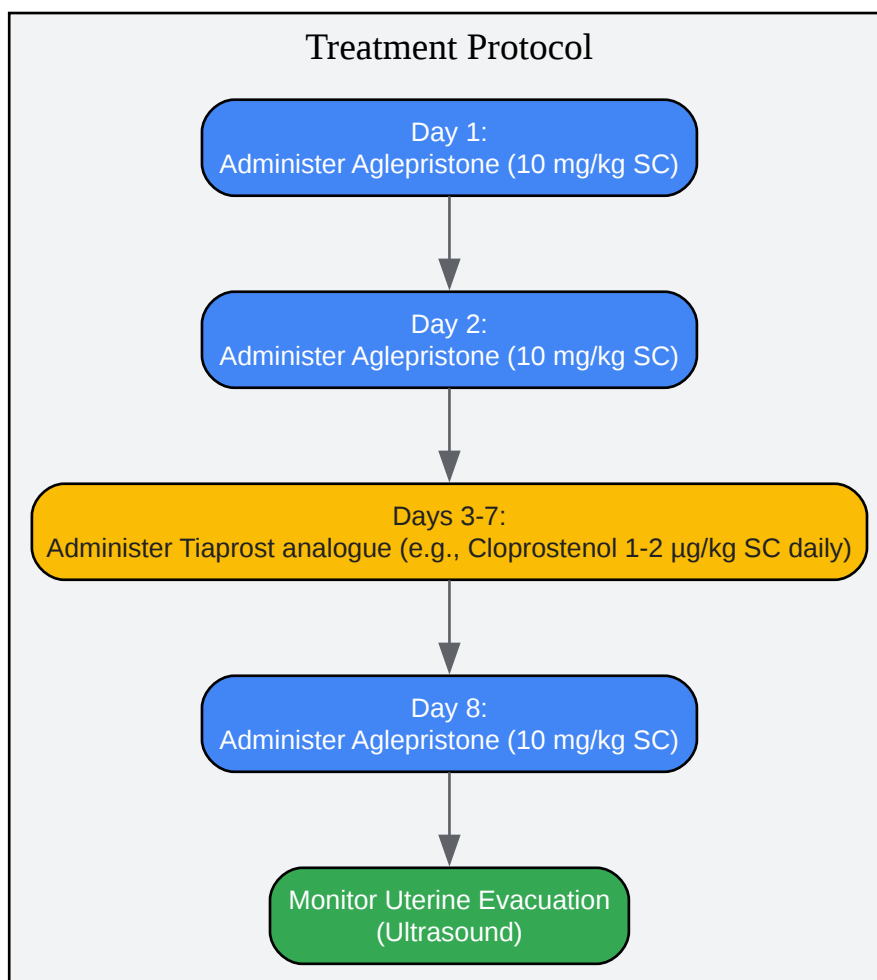 Treatment Protocol
Day 1:
Administer Aglepristone (10 mg/kg SC)
Day 2:
Administer Aglepristone (10 mg/kg SC)
Days 3-7:
Administer Tiaprost analogue (e.g., Cloprostenol 1-2 µg/kg SC daily)
Day 8:
Administer Aglepristone (10 mg/kg SC)
Monitor Uterine Evacuation
(Ultrasound)